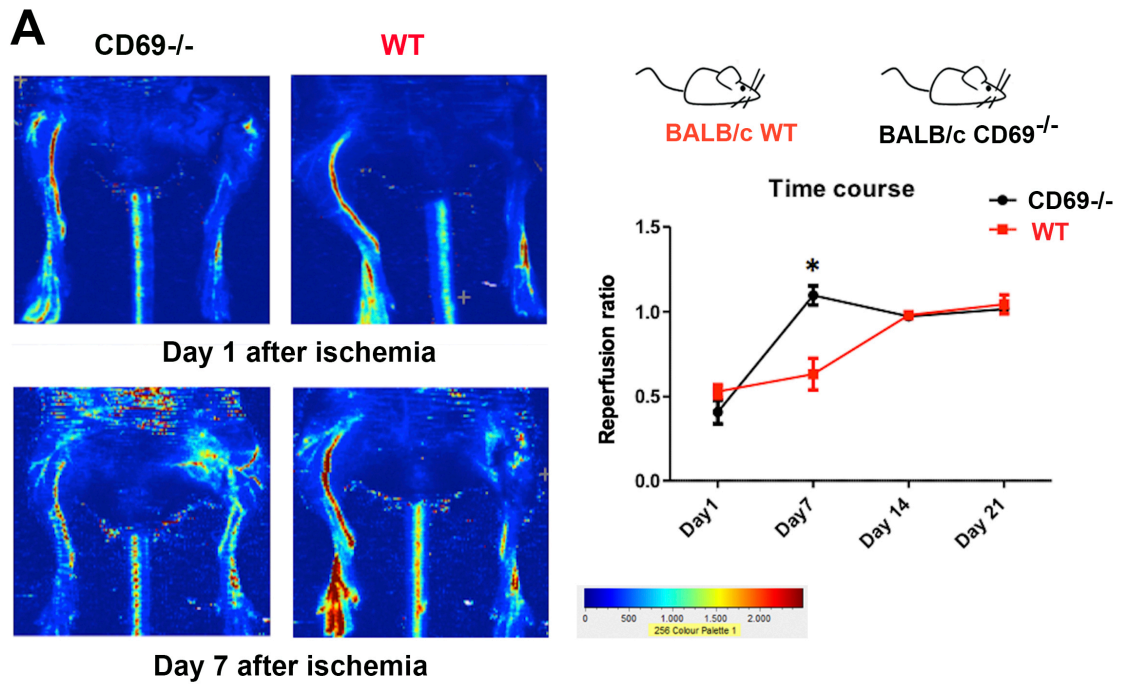 A
CD69-/-
WT
Day 1 after ischemia
Day 7 after ischemia
BALB/c WT
BALB/c CD69-/-
Time course
CD69-/-
WT
Reperfusion ratio
1.5
1.0
0.5
0.0
*
Day1
Day7
Day 14
Day 21
0 500 1.000 1.500 2.000
256 Colour Palette 1